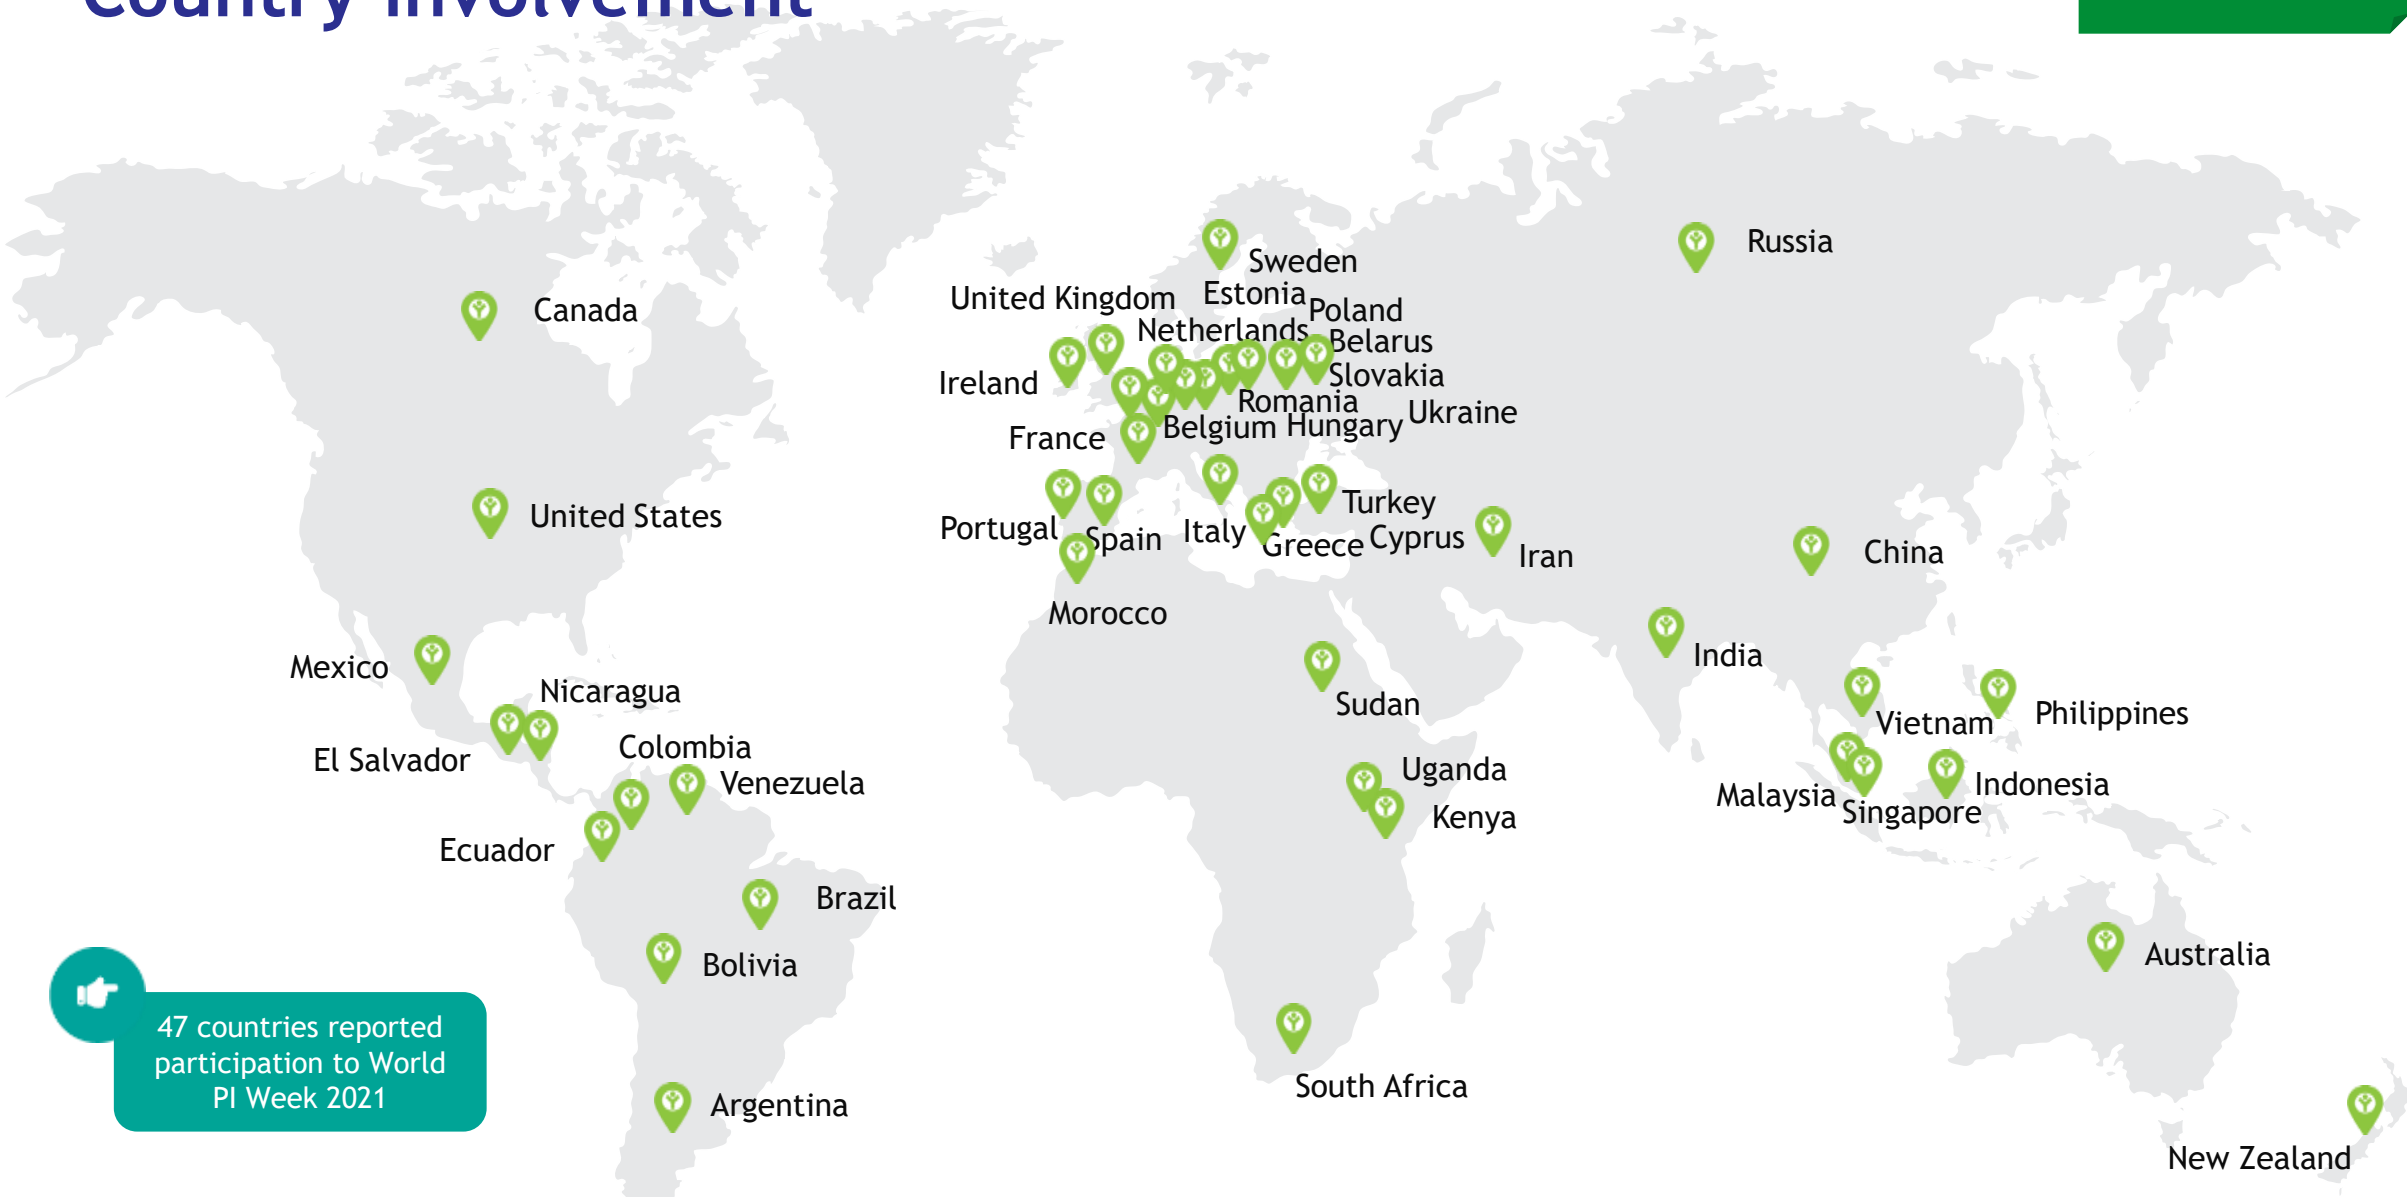 Country Involvement
Russia
Sweden
United Kingdom
Estonia
Poland
Canada
Netherlands
Belarus
Ireland
Slovakia
Romania
Ukraine
France
Belgium
Hungary
United States
Turkey
Portugal
Spain
Italy
Greece
Cyprus
Iran
China
Morocco
India
Mexico
Nicaragua
Sudan
Vietnam
Philippines
El Salvador
Colombia
Venezuela
Uganda
Malaysia
Singapore
Indonesia
Kenya
Ecuador
Brazil
Bolivia
Australia
47 countries reported
participation to World
PI Week 2021
Argentina
South Africa
New Zealand